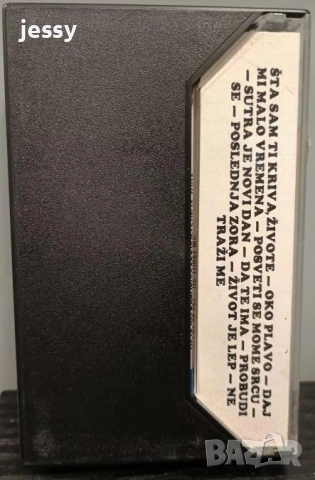 jessy
ŠTA SAM TI KRIVA, ŽIVOTE – OKO PLAVO – DAJ
MI MALO VREMENA – POSVETI SE MOME SRCU –
– SUTRA JE NOVI DAN – DA TE IMA – PROBUDI
SE – POSLEDNJA ZORA – ŽIVOT JE LEP – NE
TRAŽI ME
BAZAR